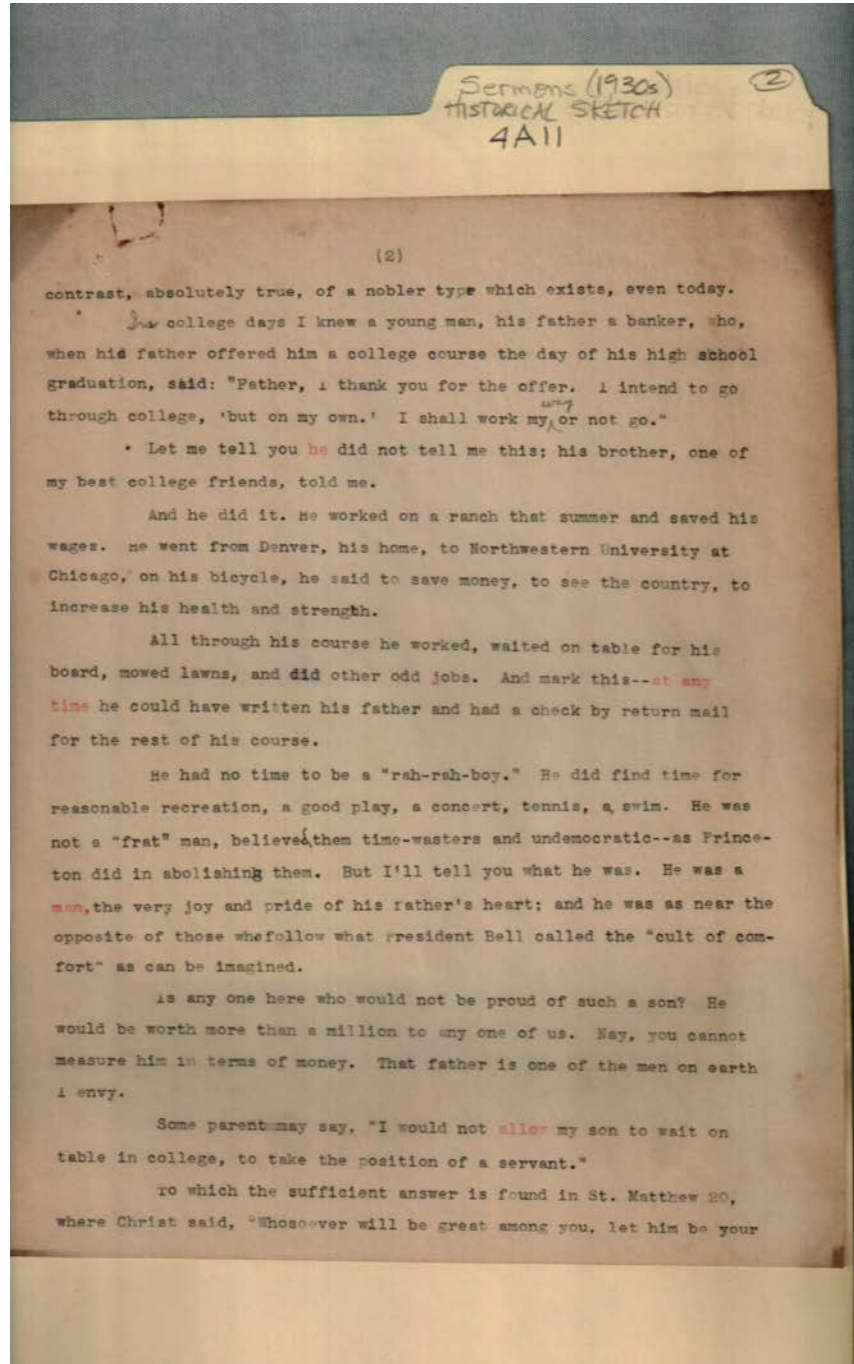 Sermons (1930s) ②
HISTORICAL SKETCH
4A11
(2)
contrast, absolutely true, of a nobler type which exists, even today.
In college days I knew a young man, his father a banker, who,
when his father offered him a college course the day of his high school
graduation, said: "Father, I thank you for the offer. I intend to go
through college, 'but on my own.' I shall work my way or not go."
Let me tell you he did not tell me this; his brother, one of
my best college friends, told me.
And he did it. He worked on a ranch that summer and saved his
wages. He went from Denver, his home, to Northwestern University at
Chicago, on his bicycle, he said to save money, to see the country, to
increase his health and strength.
All through his course he worked, waited on table for his
board, mowed lawns, and did other odd jobs. And mark this--at any
time he could have written his father and had a check by return mail
for the rest of his course.
He had no time to be a "rah-rah-boy." He did find time for
reasonable recreation, a good play, a concert, tennis, a swim. He was
not a "frat" man, believed them time-wasters and undemocratic--as Prince-
ton did in abolishing them. But I'll tell you what he was. He was a
man, the very joy and pride of his father's heart; and he was as near the
opposite of those who follow what President Bell called the "cult of com-
fort" as can be imagined.
Is any one here who would not be proud of such a son? He
would be worth more than a million to any one of us. Nay, you cannot
measure him in terms of money. That father is one of the men on earth
I envy.
Some parent may say, "I would not allow my son to wait on
table in college, to take the position of a servant."
To which the sufficient answer is found in St. Matthew 20,
where Christ said, "Whosoever will be great among you, let him be your